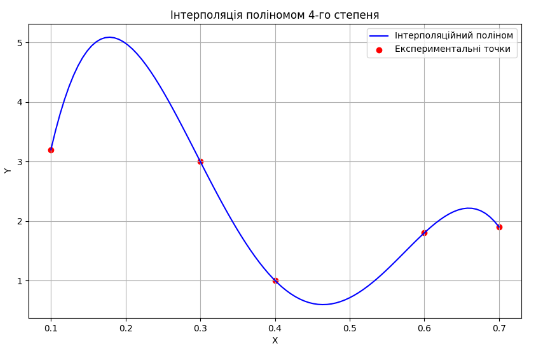 Інтерполяція поліномом 4-го степеня
Інтерполяційний поліном
Експериментальні точки
5
4
3
2
1
Y
0.1 0.2 0.3 0.4 0.5 0.6 0.7
X